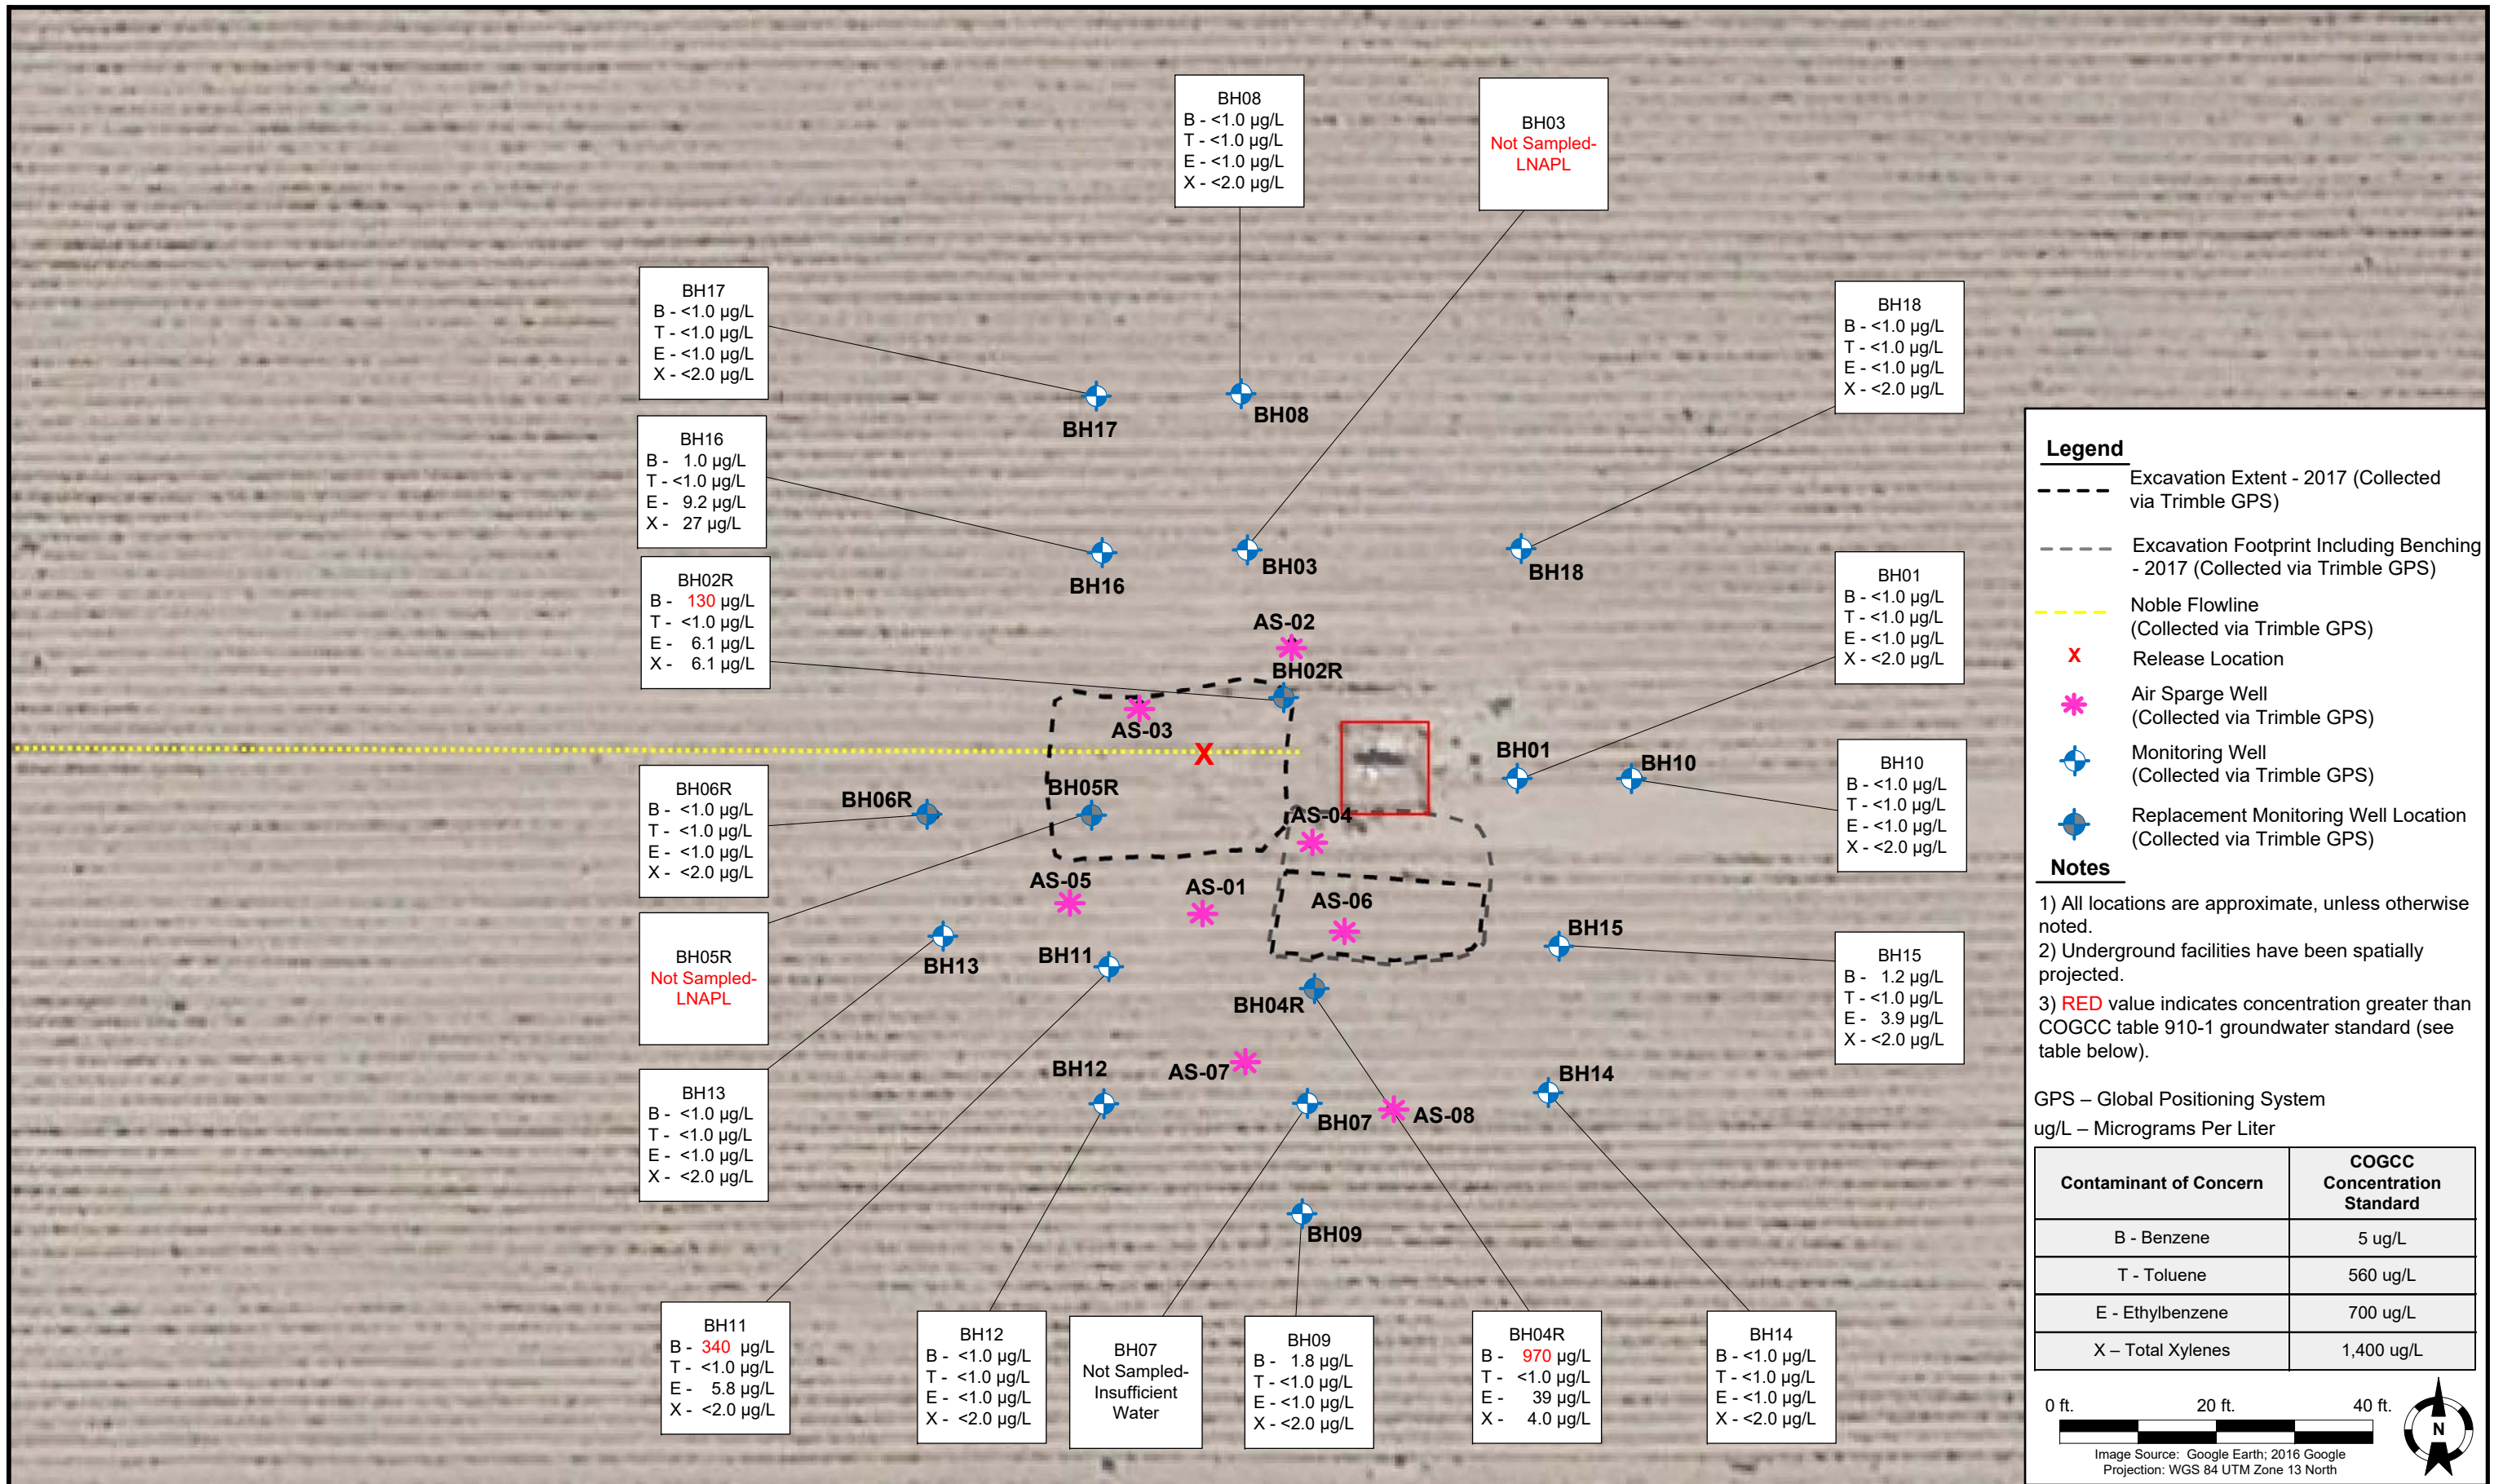 BH08
B - <1.0 µg/L
T - <1.0 µg/L
E - <1.0 µg/L
X - <2.0 µg/L
BH03
Not Sampled-
LNAPL
BH17
B - <1.0 µg/L
T - <1.0 µg/L
E - <1.0 µg/L
X - <2.0 µg/L
BH18
B - <1.0 µg/L
T - <1.0 µg/L
E - <1.0 µg/L
X - <2.0 µg/L
BH16
B - 1.0 µg/L
T - <1.0 µg/L
E - 9.2 µg/L
X - 27 µg/L
BH02R
B - 130 µg/L
T - <1.0 µg/L
E - 6.1 µg/L
X - 6.1 µg/L
BH01
B - <1.0 µg/L
T - <1.0 µg/L
E - <1.0 µg/L
X - <2.0 µg/L
BH06R
B - <1.0 µg/L
T - <1.0 µg/L
E - <1.0 µg/L
X - <2.0 µg/L
BH10
B - <1.0 µg/L
T - <1.0 µg/L
E - <1.0 µg/L
X - <2.0 µg/L
BH05R
Not Sampled-
LNAPL
BH15
B - 1.2 µg/L
T - <1.0 µg/L
E - 3.9 µg/L
X - <2.0 µg/L
BH13
B - <1.0 µg/L
T - <1.0 µg/L
E - <1.0 µg/L
X - <2.0 µg/L
BH11
B - 340 µg/L
T - <1.0 µg/L
E - 5.8 µg/L
X - <2.0 µg/L
BH12
B - <1.0 µg/L
T - <1.0 µg/L
E - <1.0 µg/L
X - <2.0 µg/L
BH07
Not Sampled-
Insufficient
Water
BH09
B - 1.8 µg/L
T - <1.0 µg/L
E - <1.0 µg/L
X - <2.0 µg/L
BH04R
B - 970 µg/L
T - <1.0 µg/L
E - 39 µg/L
X - 4.0 µg/L
BH14
B - <1.0 µg/L
T - <1.0 µg/L
E - <1.0 µg/L
X - <2.0 µg/L
BH17
BH08
BH16
BH03
BH18
AS-02
BH02R
AS-03
X
BH01
BH10
BH06R
BH05R
AS-04
AS-05
AS-01
AS-06
BH13
BH11
BH15
BH04R
BH12
AS-07
BH07
AS-08
BH14
BH09
Legend
Excavation Extent - 2017 (Collected
via Trimble GPS)
Excavation Footprint Including Benching
- 2017 (Collected via Trimble GPS)
Noble Flowline
(Collected via Trimble GPS)
X Release Location
Air Sparge Well
(Collected via Trimble GPS)
Monitoring Well
(Collected via Trimble GPS)
Replacement Monitoring Well Location
(Collected via Trimble GPS)
Notes
1) All locations are approximate, unless otherwise
noted.
2) Underground facilities have been spatially
projected.
3) RED value indicates concentration greater than
COGCC table 910-1 groundwater standard (see
table below).
GPS – Global Positioning System
ug/L – Micrograms Per Liter
Contaminant of Concern
COGCC
Concentration
Standard
B - Benzene 5 ug/L
T - Toluene 560 ug/L
E - Ethylbenzene 700 ug/L
X – Total Xylenes 1,400 ug/L
0 ft. 20 ft. 40 ft.
N
Image Source: Google Earth; 2016 Google
Projection: WGS 84 UTM Zone 13 North